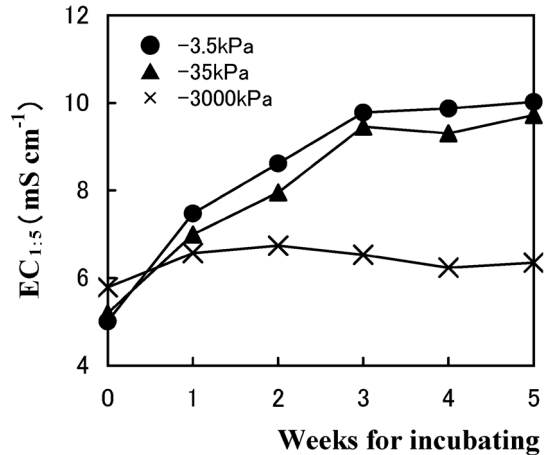 12
10
8
6
4
EC1:5 ( mS cm-1)
-3.5kPa
-35kPa
-3000kPa
0 1 2 3 4 5
Weeks for incubating